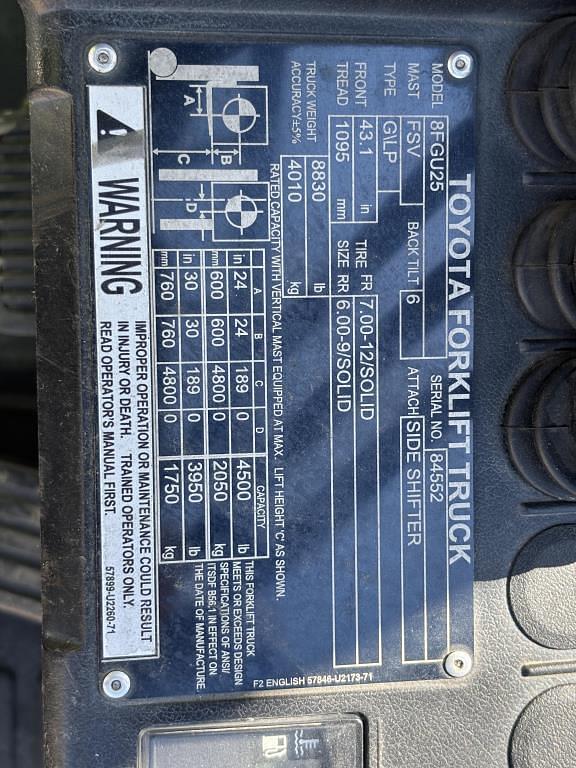 TOYOTA FORKLIFT TRUCK
MODEL 8FGU25 SERIAL NO. 84552
MAST FSV BACK TILT 6 ATTACH SIDE SHIFTER
TYPE G\LP
FRONT TREAD 43.1 in TIRE SIZE FR 7.00-12/SOLID
1095 mm RR 6.00-9/SOLID
TRUCK WEIGHT ACCURACY±5% 8830 lb
4010 kg
RATED CAPACITY WITH VERTICAL MAST EQUIPPED AT MAX. LIFT HEIGHT 'C' AS SHOWN.
A B C D CAPACITY
in 24 24 189 0 4500 lb
mm 600 600 4800 0 2050 kg
in 30 30 189 0 3950 lb
mm 760 760 4800 0 1750 kg
A
B
C
D
THIS FORKLIFT TRUCK
MEETS OR EXCEEDS DESIGN
SPECIFICATIONS OF ANSI/
ITSDF B56.1 IN EFFECT ON
THE DATE OF MANUFACTURE.
F2 ENGLISH 57846-U2173-71
WARNING
IMPROPER OPERATION OR MAINTENANCE COULD RESULT
IN INJURY OR DEATH. TRAINED OPERATORS ONLY.
READ OPERATOR'S MANUAL FIRST.
57899-U2260-71